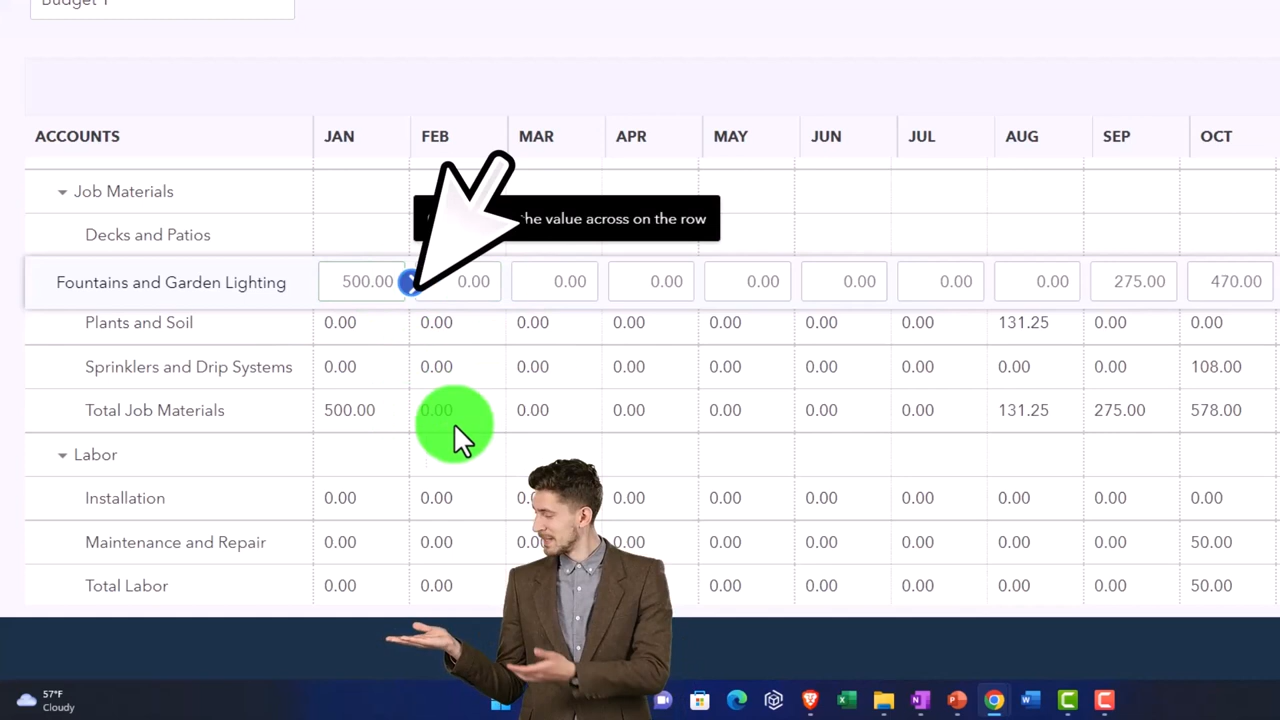 Budget 1
ACCOUNTS JAN FEB MAR APR MAY JUN JUL AUG SEP OCT
Job Materials
the value across on the row
Decks and Patios
Fountains and Garden Lighting 500.00 0.00 0.00 0.00 0.00 0.00 0.00 0.00 275.00 470.00
Plants and Soil 0.00 0.00 0.00 0.00 0.00 0.00 0.00 131.25 0.00 0.00
Sprinklers and Drip Systems 0.00 0.00 0.00 0.00 0.00 0.00 0.00 0.00 0.00 108.00
Total Job Materials 500.00 0.00 0.00 0.00 0.00 0.00 0.00 131.25 275.00 578.00
Labor
Installation 0.00 0.00 0.00 0.00 0.00 0.00 0.00 0.00 0.00
Maintenance and Repair 0.00 0.00 0.00 0.00 0.00 0.00 0.00 0.00 50.00
Total Labor 0.00 0.00 0.00 0.00 0.00 0.00 0.00 50.00
57°F
Cloudy